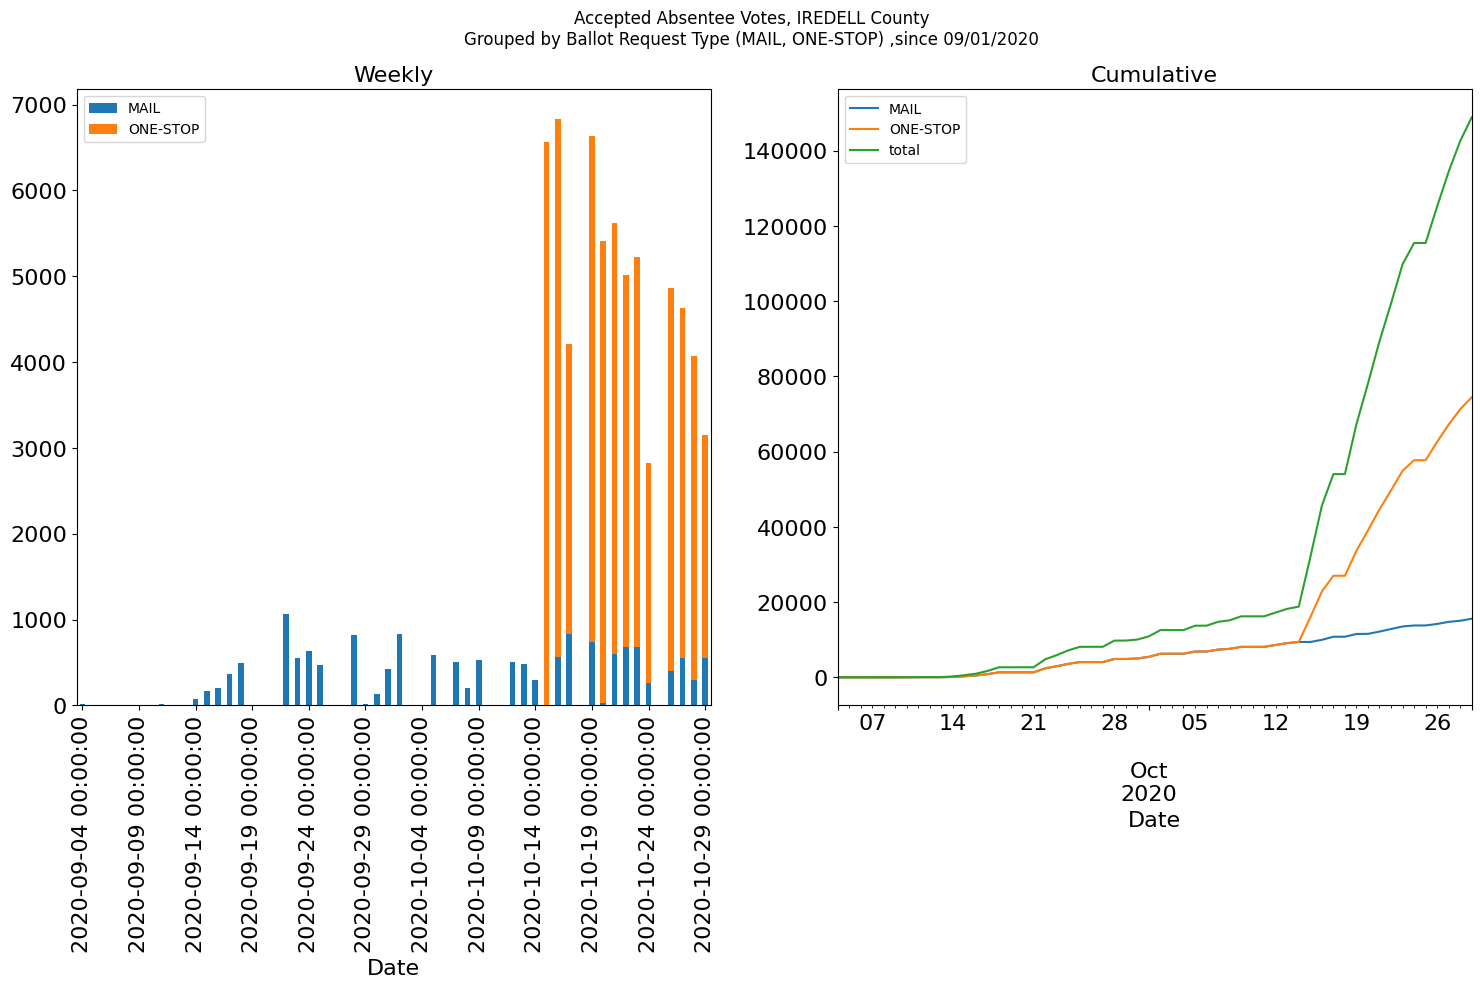 Accepted Absentee Votes, IREDELL County
Grouped by Ballot Request Type (MAIL, ONE-STOP) ,since 09/01/2020
Weekly
MAIL
ONE-STOP
7000
6000
5000
4000
3000
2000
1000
0
2020-09-04 00:00:00
2020-09-09 00:00:00
2020-09-14 00:00:00
2020-09-19 00:00:00
2020-09-24 00:00:00
2020-09-29 00:00:00
2020-10-04 00:00:00
2020-10-09 00:00:00
2020-10-14 00:00:00
2020-10-19 00:00:00
2020-10-24 00:00:00
2020-10-29 00:00:00
Date
Cumulative
MAIL
ONE-STOP
total
140000
120000
100000
80000
60000
40000
20000
0
07 14 21 28 05 12 19 26
Oct
2020
Date